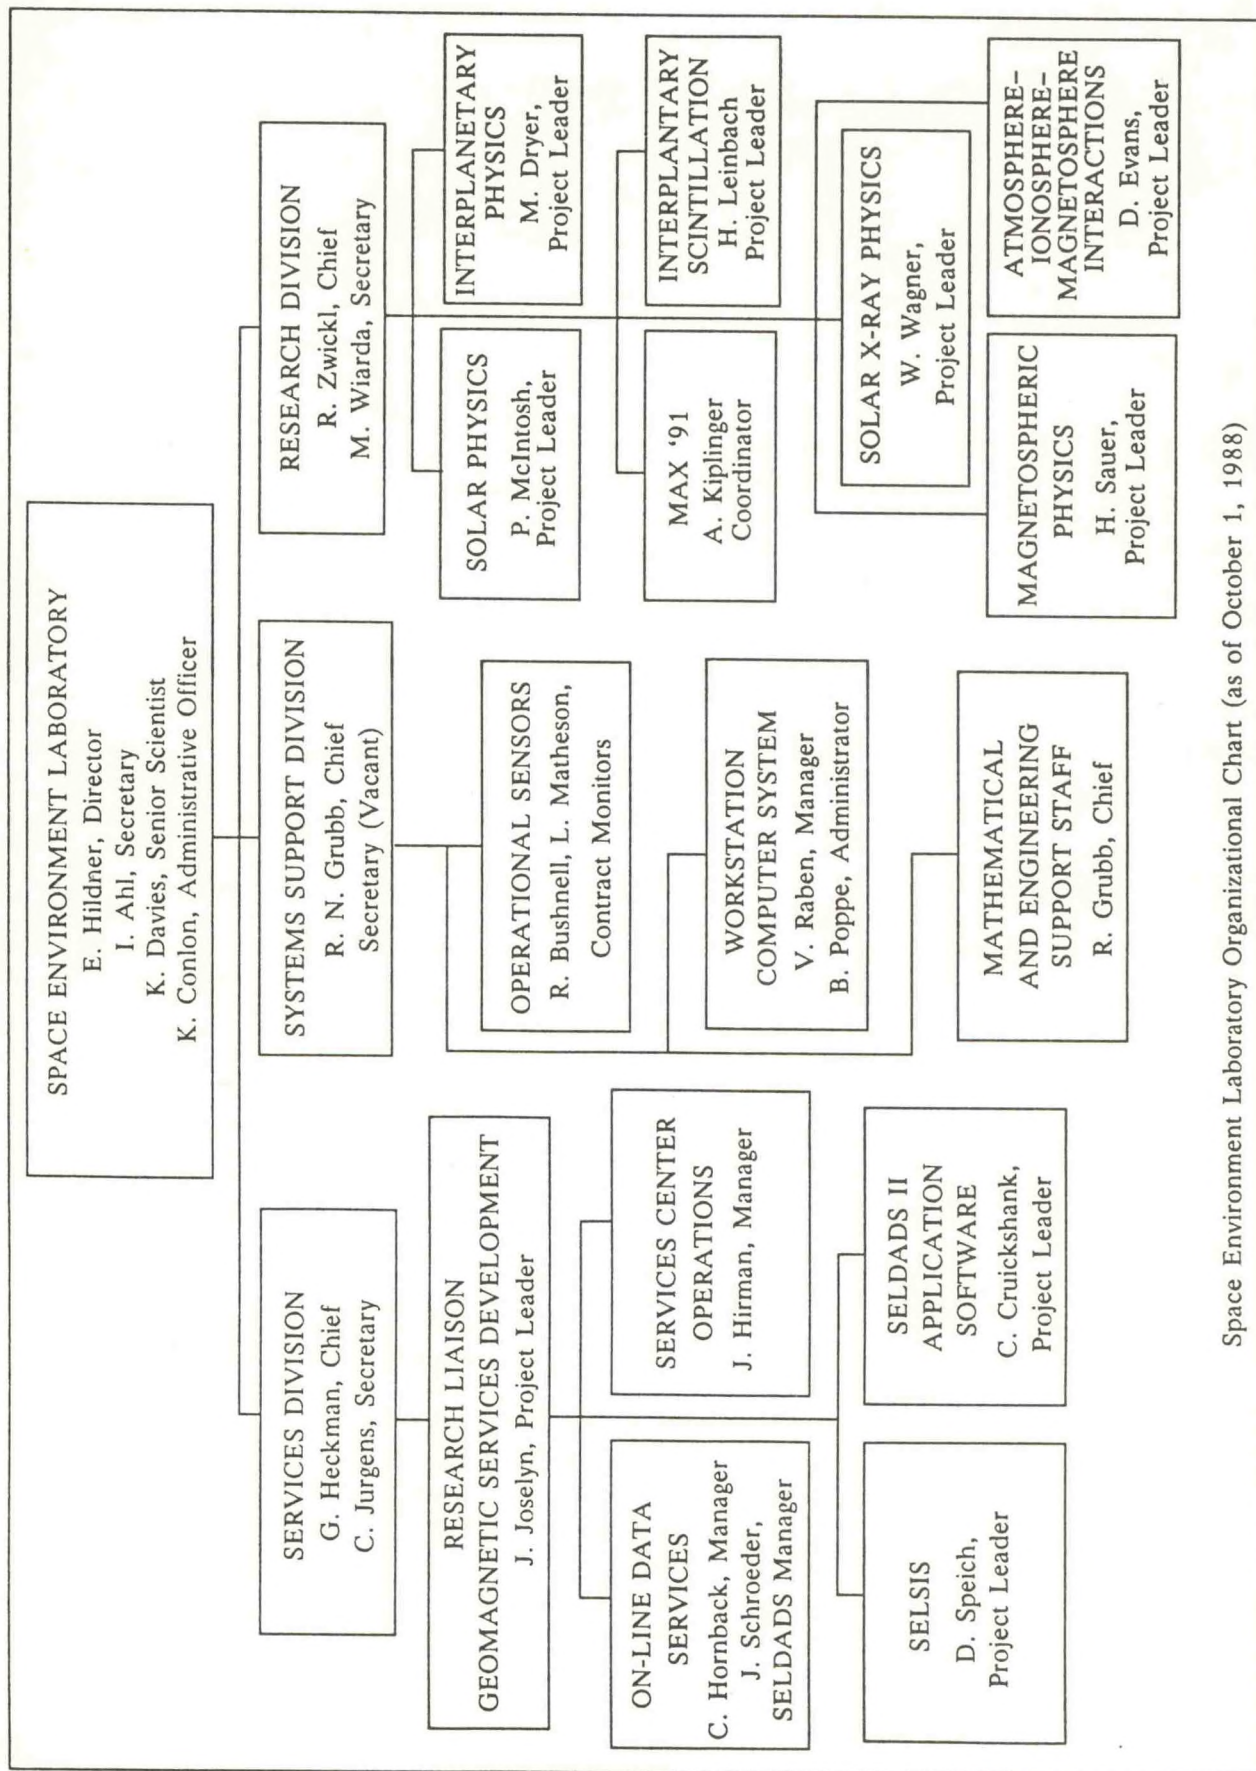 SPACE ENVIRONMENT LABORATORY
E. Hildner, Director
I. Ahl, Secretary
K. Davies, Senior Scientist
K. Conlon, Administrative Officer
SERVICES DIVISION
G. Heckman, Chief
C. Jurgens, Secretary
RESEARCH LIAISON
GEOMAGNETIC SERVICES DEVELOPMENT
J. Joselyn, Project Leader
ON-LINE DATA
SERVICES
C. Hornback, Manager
J. Schroeder,
SELDADS Manager
SERVICES CENTER
OPERATIONS
J. Hirman, Manager
SELSIS
D. Speich,
Project Leader
SELDADS II
APPLICATION
SOFTWARE
C. Cruickshank,
Project Leader
SYSTEMS SUPPORT DIVISION
R. N. Grubb, Chief
Secretary (Vacant)
OPERATIONAL SENSORS
R. Bushnell, L. Matheson,
Contract Monitors
WORKSTATION
COMPUTER SYSTEM
V. Raben, Manager
B. Poppe, Administrator
MATHEMATICAL
AND ENGINEERING
SUPPORT STAFF
R. Grubb, Chief
RESEARCH DIVISION
R. Zwickl, Chief
M. Wiarda, Secretary
SOLAR PHYSICS
P. McIntosh,
Project Leader
INTERPLANETARY
PHYSICS
M. Dryer,
Project Leader
MAX ‘91
A. Kiplinger
Coordinator
INTERPLANTARY
SCINTILLATION
H. Leinbach
Project Leader
SOLAR X-RAY PHYSICS
W. Wagner,
Project Leader
MAGNETOSPHERIC
PHYSICS
H. Sauer,
Project Leader
ATMOSPHERE–
IONOSPHERE–
MAGNETOSPHERE
INTERACTIONS
D. Evans,
Project Leader
Space Environment Laboratory Organizational Chart (as of October 1, 1988)